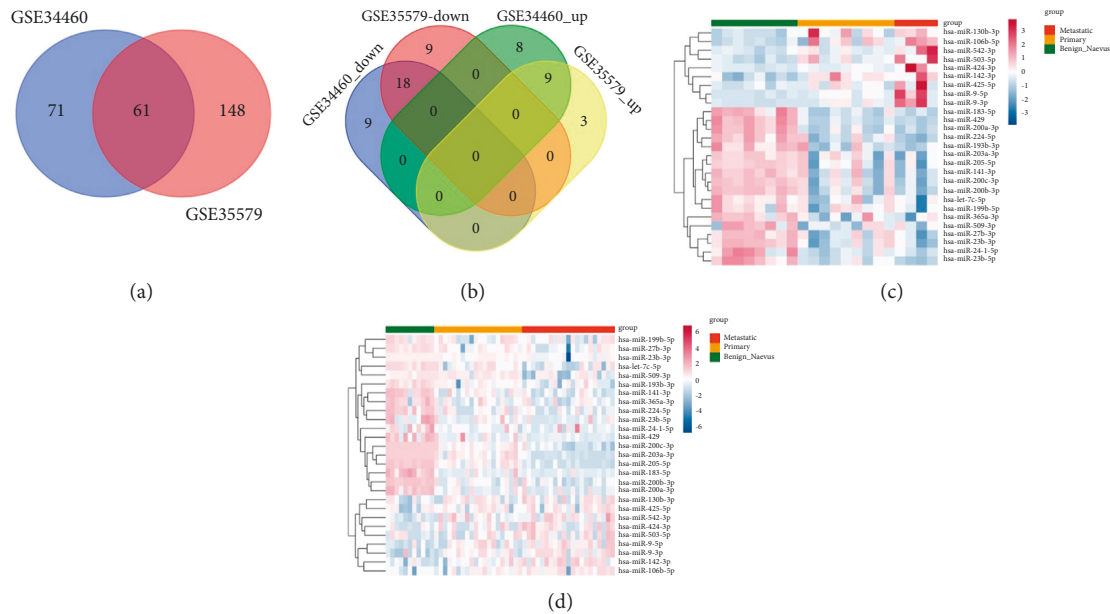 GSE34460
71
61
148
GSE35579
(a)
GSE35579-down
GSE34460_up
GSE34460_down
GSE35579_up
9
8
18
0
9
9
0
0
3
0
0
0
0
0
0
(b)
group
hsa-miR-130b-3p
hsa-miR-106b-5p
hsa-miR-542-3p
hsa-miR-503-5p
hsa-miR-424-3p
hsa-miR-142-3p
hsa-miR-425-5p
hsa-miR-9-5p
hsa-miR-9-3p
hsa-miR-183-5p
hsa-miR-429
hsa-miR-200a-3p
hsa-miR-224-5p
hsa-miR-193b-3p
hsa-miR-203a-3p
hsa-miR-205-5p
hsa-miR-141-3p
hsa-miR-200c-3p
hsa-miR-200b-3p
hsa-let-7c-5p
hsa-miR-199b-5p
hsa-miR-365a-3p
hsa-miR-509-3p
hsa-miR-27b-3p
hsa-miR-23b-3p
hsa-miR-24-1-5p
hsa-miR-23b-5p
3
2
1
0
-1
-2
-3
group
Metastatic
Primary
Benign_Naevus
(c)
group
hsa-miR-199b-5p
hsa-miR-27b-3p
hsa-miR-23b-3p
hsa-let-7c-5p
hsa-miR-509-3p
hsa-miR-193b-3p
hsa-miR-141-3p
hsa-miR-365a-3p
hsa-miR-224-5p
hsa-miR-23b-5p
hsa-miR-24-1-5p
hsa-miR-429
hsa-miR-200c-3p
hsa-miR-203a-3p
hsa-miR-205-5p
hsa-miR-183-5p
hsa-miR-200b-3p
hsa-miR-200a-3p
hsa-miR-130b-3p
hsa-miR-425-5p
hsa-miR-542-3p
hsa-miR-424-3p
hsa-miR-503-5p
hsa-miR-9-5p
hsa-miR-9-3p
hsa-miR-142-3p
hsa-miR-106b-5p
6
4
2
0
-2
-4
-6
group
Metastatic
Primary
Benign_Naevus
(d)